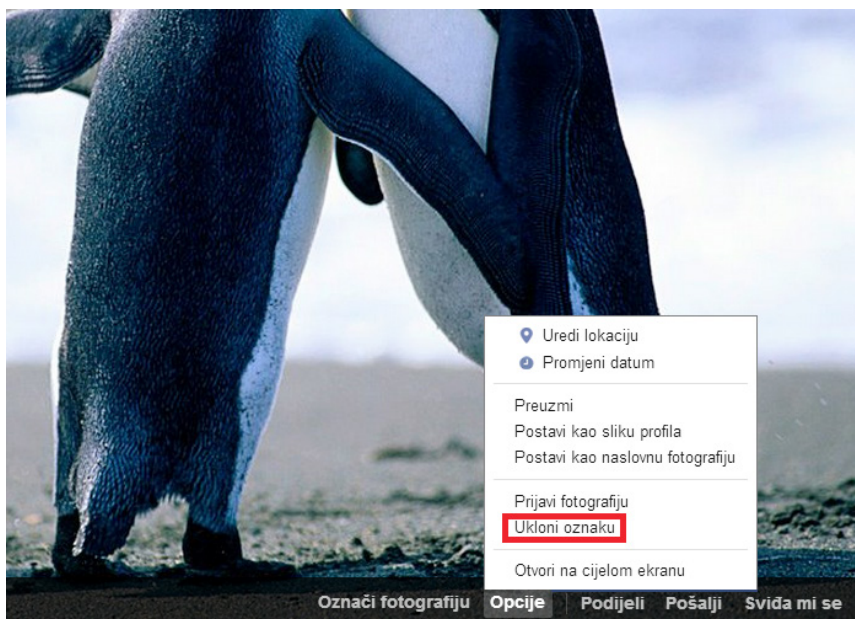 Uredi lokaciju
Promjeni datum
Preuzmi
Postavi kao sliku profila
Postavi kao naslovnu fotografiju
Prijavi fotografiju
Ukloni oznaku
Otvori na cijelom ekranu
Označi fotografiju Opcije Podijeli Pošalji Sviđa mi se